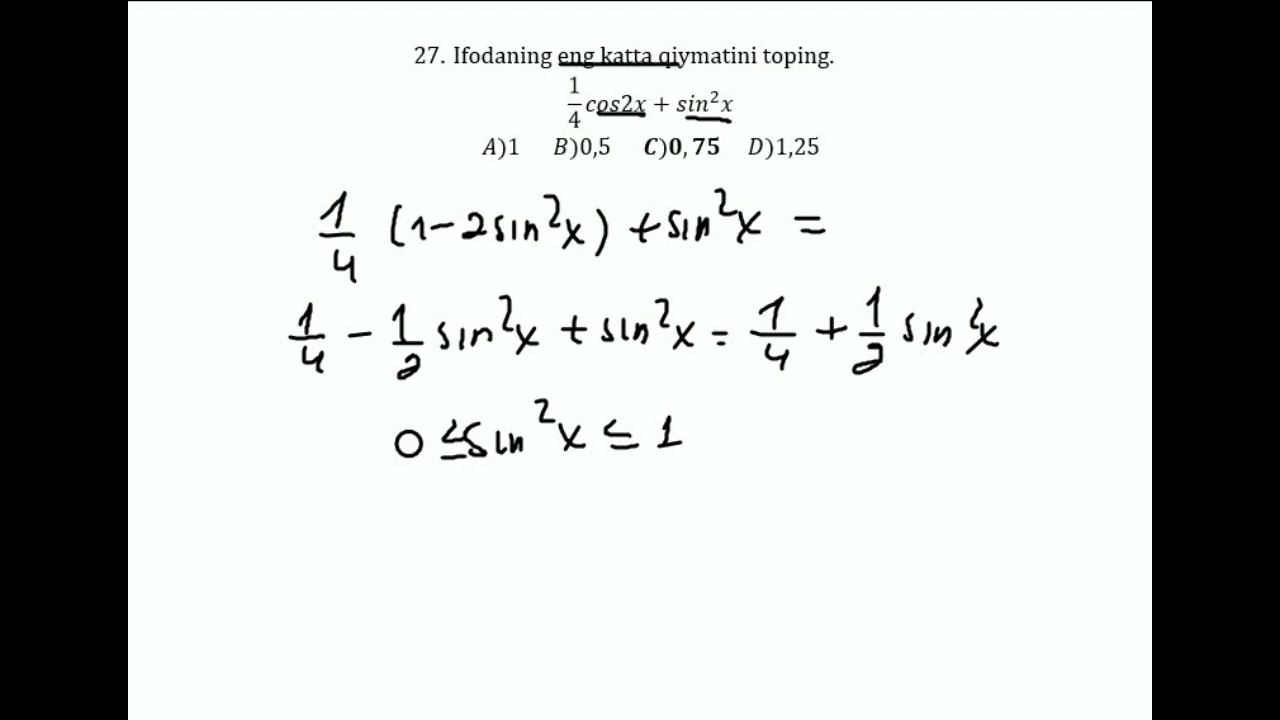 27. Ifodaning eng katta qiymatini toping.
1/4 cos2x + sin²x
A)1 B)0,5 C)0,75 D)1,25
1/4 (1-2sin²x) + sin²x =
1/4 - 1/2 sin²x + sin²x = 1/4 + 1/2 sin²x
0 ≤ sin²x ≤ 1